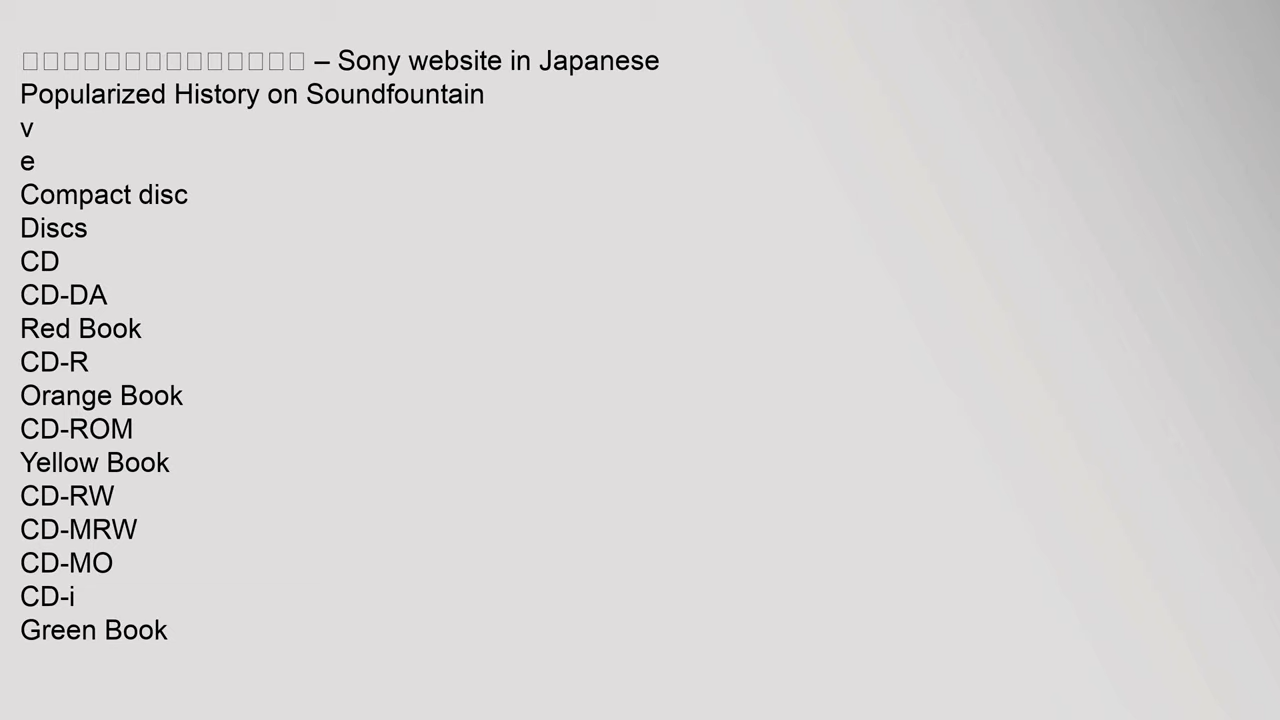 – Sony website in Japanese
Popularized History on Soundfountain
v
e
Compact disc
Discs
CD
CD-DA
Red Book
CD-R
Orange Book
CD-ROM
Yellow Book
CD-RW
CD-MRW
CD-MO
CD-i
Green Book